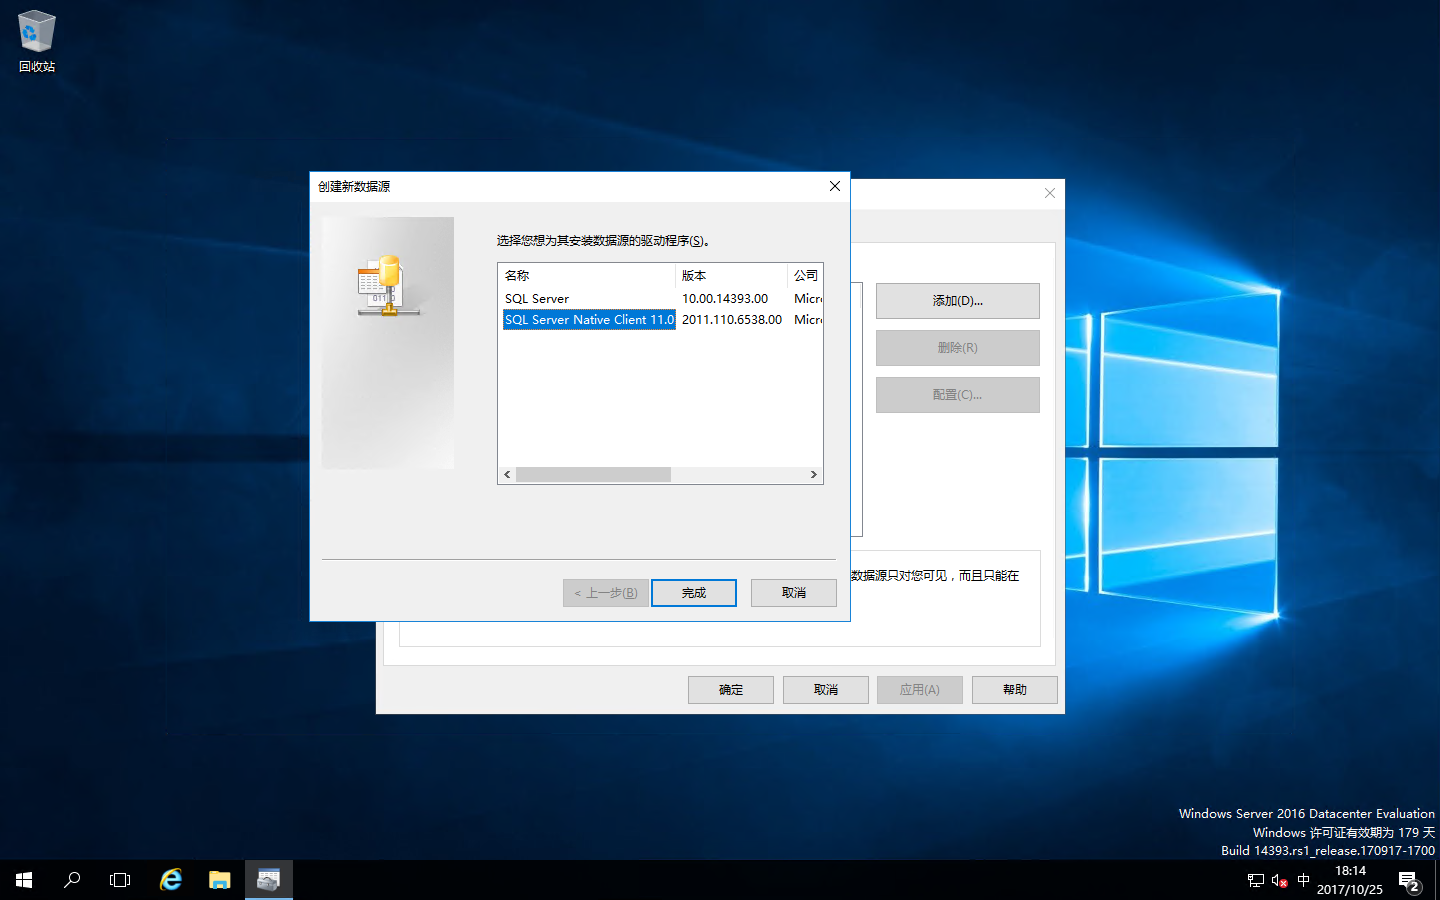 回收站
创建新数据源
选择您想为其安装数据源的驱动程序(S)。
名称 版本 公司
SQL Server 10.00.14393.00 Micr
SQL Server Native Client 11.0 2011.110.6538.00 Micr
< 上一步(B) 完成 取消
添加(D)...
删除(R)
配置(C)...
数据源只对您可见，而且只能在
确定 取消 应用(A) 帮助
Windows Server 2016 Datacenter Evaluation
Windows 许可证有效期为 179 天
Build 14393.rs1_release.170917-1700
中
18:14
2017/10/25
2